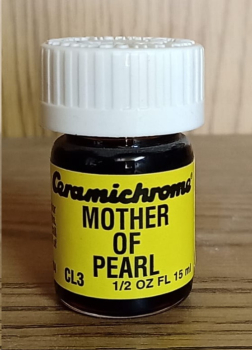 Ceramichrome
MOTHER
OF
PEARL
CL3
1/2 OZ FL 15 ml